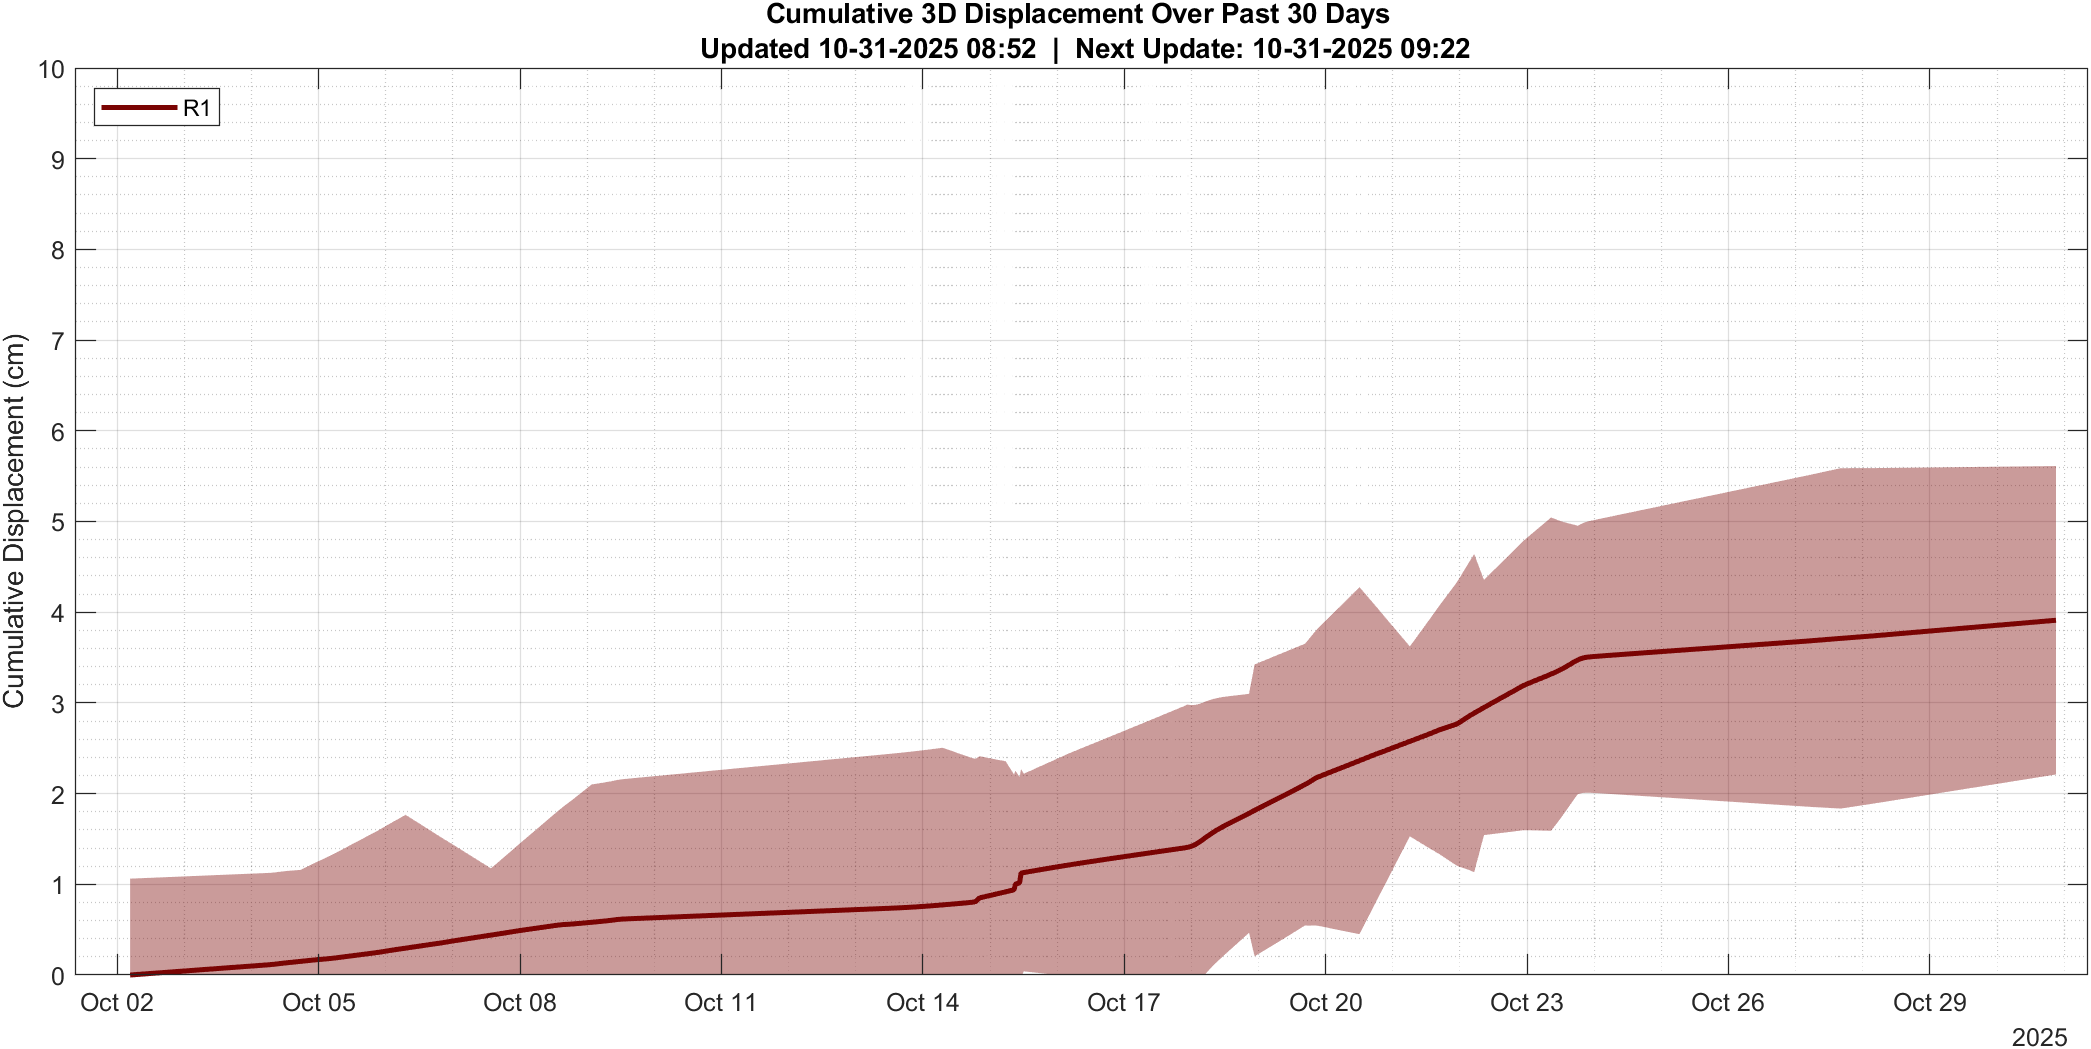 Cumulative 3D Displacement Over Past 30 Days
Updated 10-31-2025 08:52 | Next Update: 10-31-2025 09:22
R1
Cumulative Displacement (cm)
10
9
8
7
6
5
4
3
2
1
0
Oct 02 Oct 05 Oct 08 Oct 11 Oct 14 Oct 17 Oct 20 Oct 23 Oct 26 Oct 29
2025